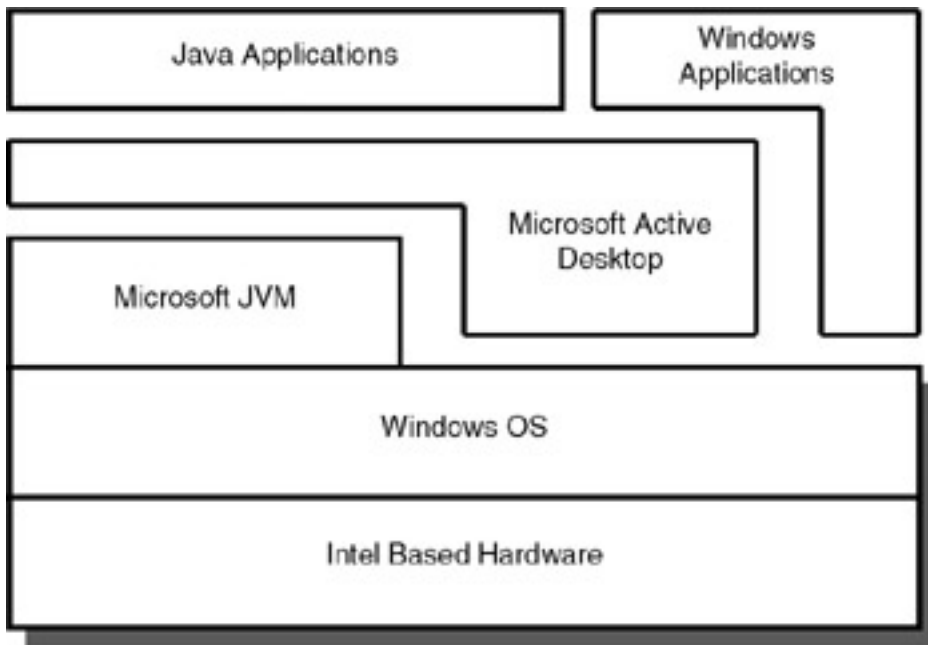 Java Applications
Windows
Applications
Microsoft Active
Desktop
Microsoft JVM
Windows OS
Intel Based Hardware